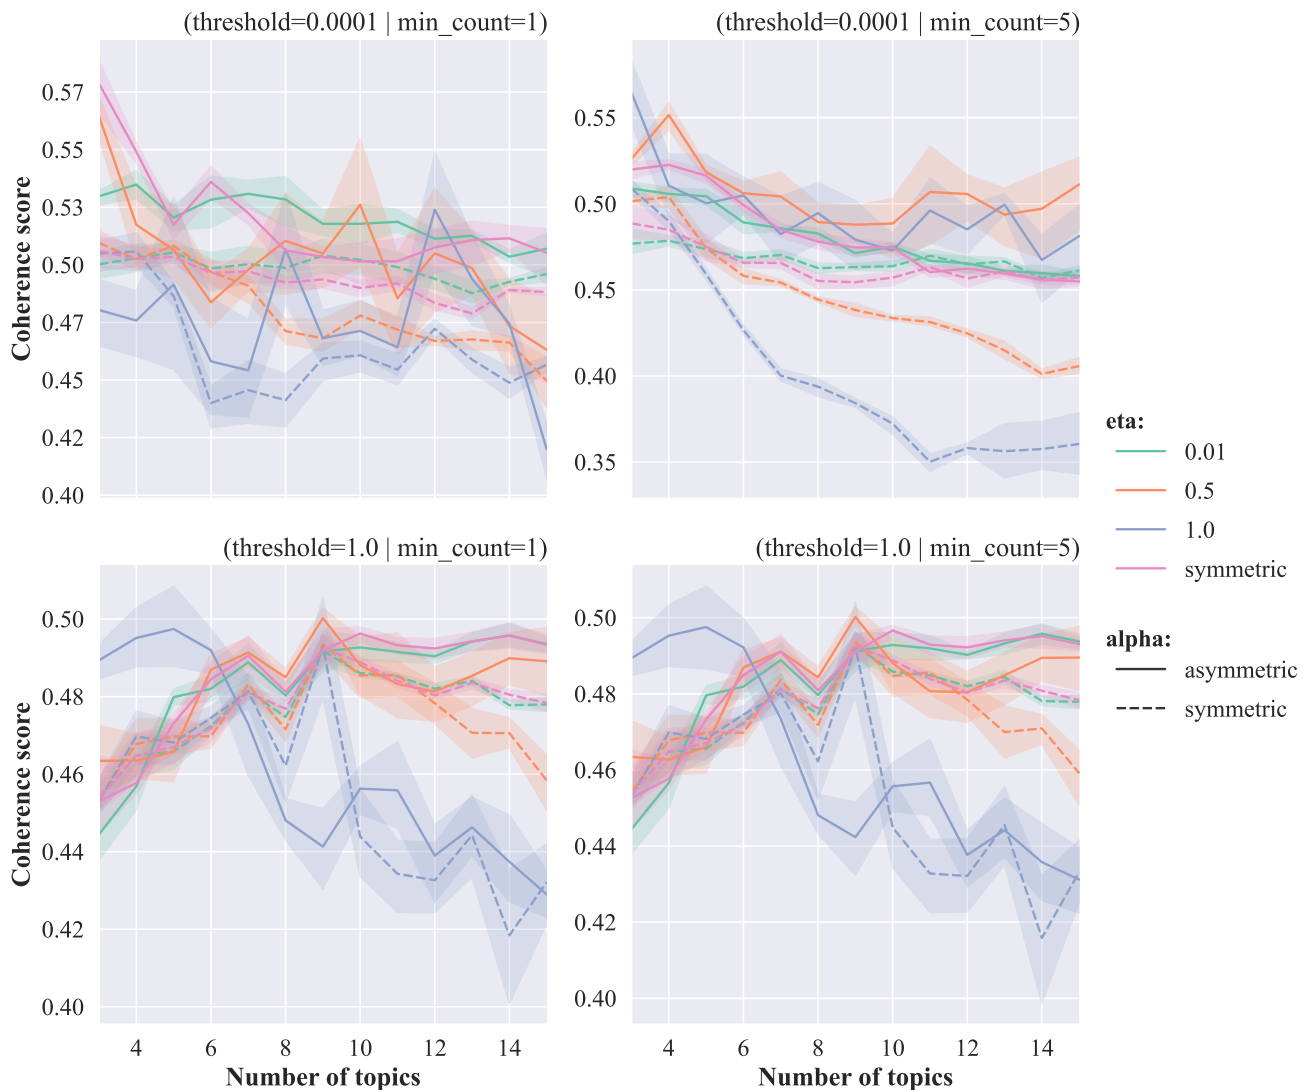 (threshold=0.0001 | min_count=1)
(threshold=0.0001 | min_count=5)
Coherence score
0.57
0.55
0.53
0.50
0.47
0.45
0.42
0.40
0.55
0.50
0.45
0.40
0.35
(threshold=1.0 | min_count=1)
(threshold=1.0 | min_count=5)
Coherence score
0.50
0.48
0.46
0.44
0.42
0.40
0.50
0.48
0.46
0.44
0.42
0.40
4 6 8 10 12 14
4 6 8 10 12 14
Number of topics
Number of topics
eta:
0.01
0.5
1.0
symmetric
alpha:
asymmetric
symmetric